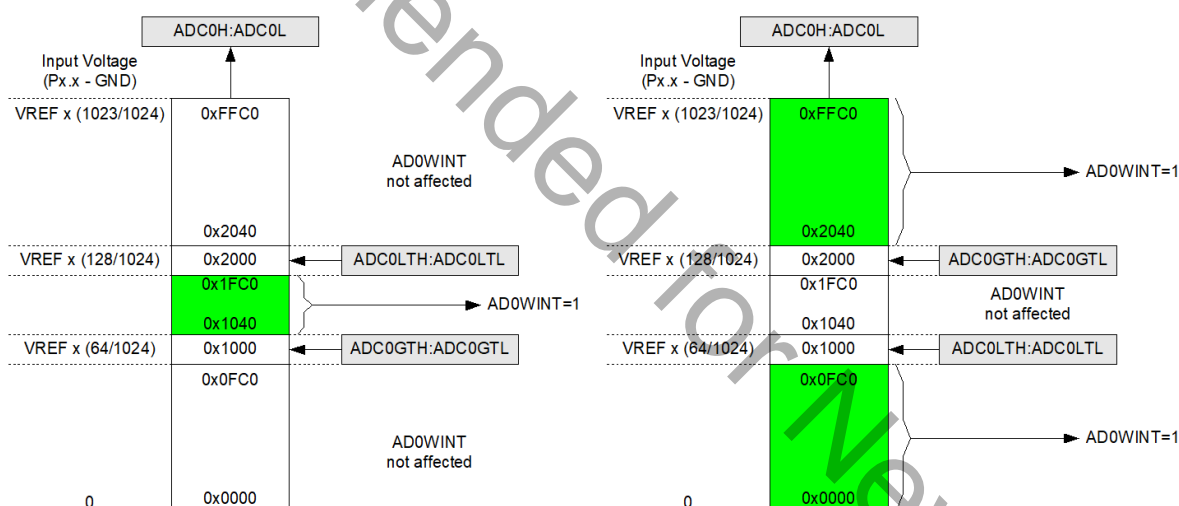 ADC0H:ADC0L
Input Voltage
(Px.x - GND)
VREF x (1023/1024)
0xFFC0
AD0WINT
not affected
0x2040
VREF x (128/1024)
0x2000
ADC0LTH:ADC0LTL
0x1FC0
AD0WINT=1
0x1040
VREF x (64/1024)
0x1000
ADC0GTH:ADC0GTL
0x0FC0
AD0WINT
not affected
0
0x0000
ADC0H:ADC0L
Input Voltage
(Px.x - GND)
VREF x (1023/1024)
0xFFC0
AD0WINT=1
0x2040
VREF x (128/1024)
0x2000
ADC0GTH:ADC0GTL
0x1FC0
AD0WINT
not affected
0x1040
VREF x (64/1024)
0x1000
ADC0LTH:ADC0LTL
0x0FC0
AD0WINT=1
0
0x0000